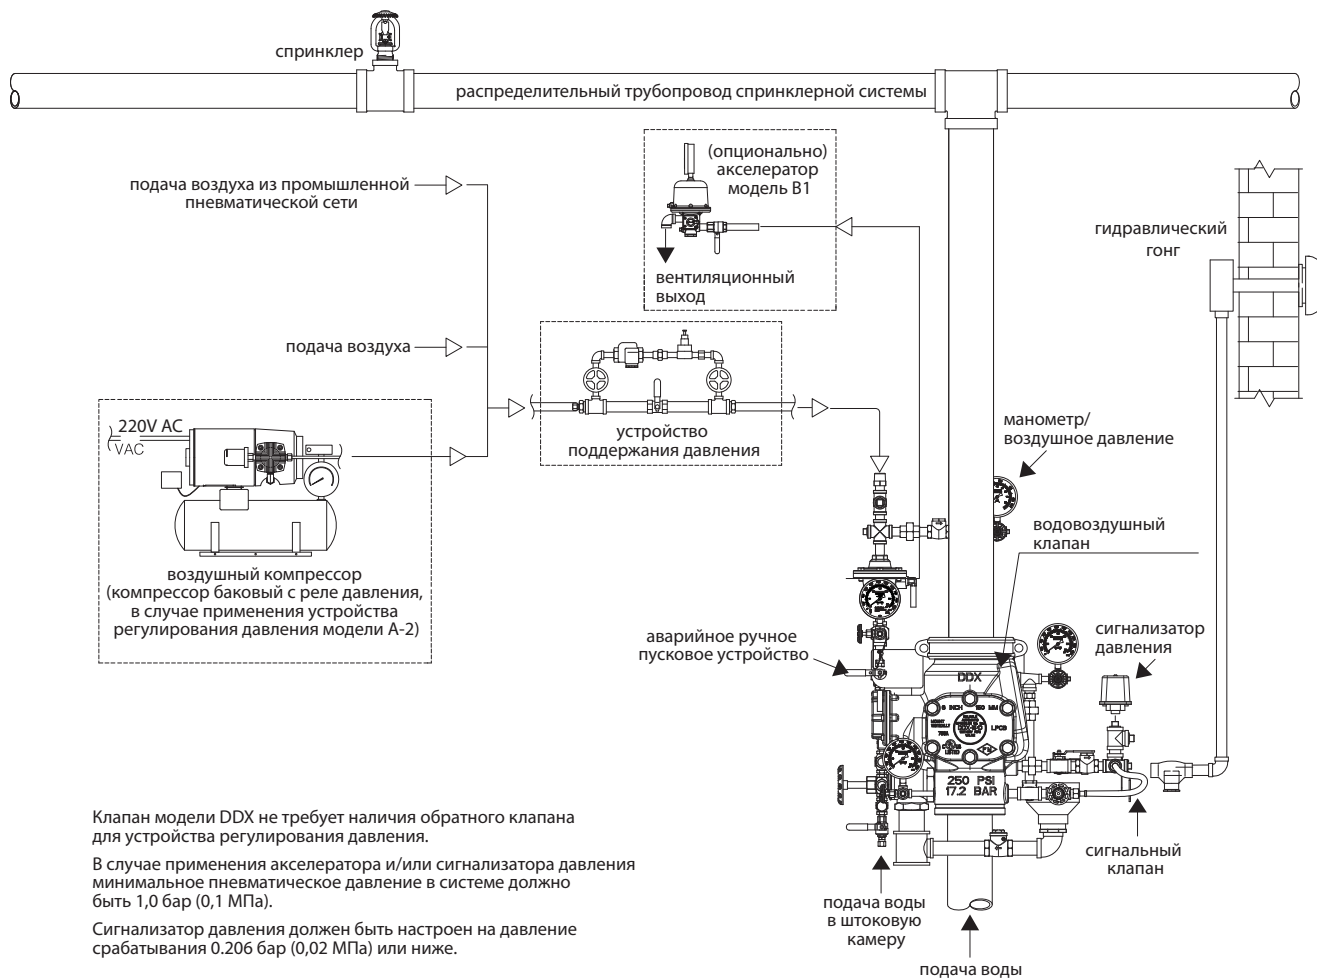 спринклер
распределительный трубопровод спринклерной системы
(опционально)
акселератор
модель B1
вентиляционный
выход
подача воздуха из промышленной
пневматической сети
гидравлический
гонг
подача воздуха
устройство
поддержания давления
220V AC
VAC
воздушный компрессор
(компрессор баковый с реле давления,
в случае применения устройства
регулирования давления модели А-2)
манометр/
воздушное давление
водовоздушный
клапан
аварийное ручное
пусковое устройство
сигнализатор
давления
DDX
6 INCH 150 MM
LPCB
250 PSI
17.2 BAR
сигнальный
клапан
подача воды
в штоковую
камеру
подача воды
Клапан модели DDX не требует наличия обратного клапана
для устройства регулирования давления.
В случае применения акселератора и/или сигнализатора давления
минимальное пневматическое давление в системе должно
быть 1,0 бар (0,1 МПа).
Сигнализатор давления должен быть настроен на давление
срабатывания 0.206 бар (0,02 МПа) или ниже.